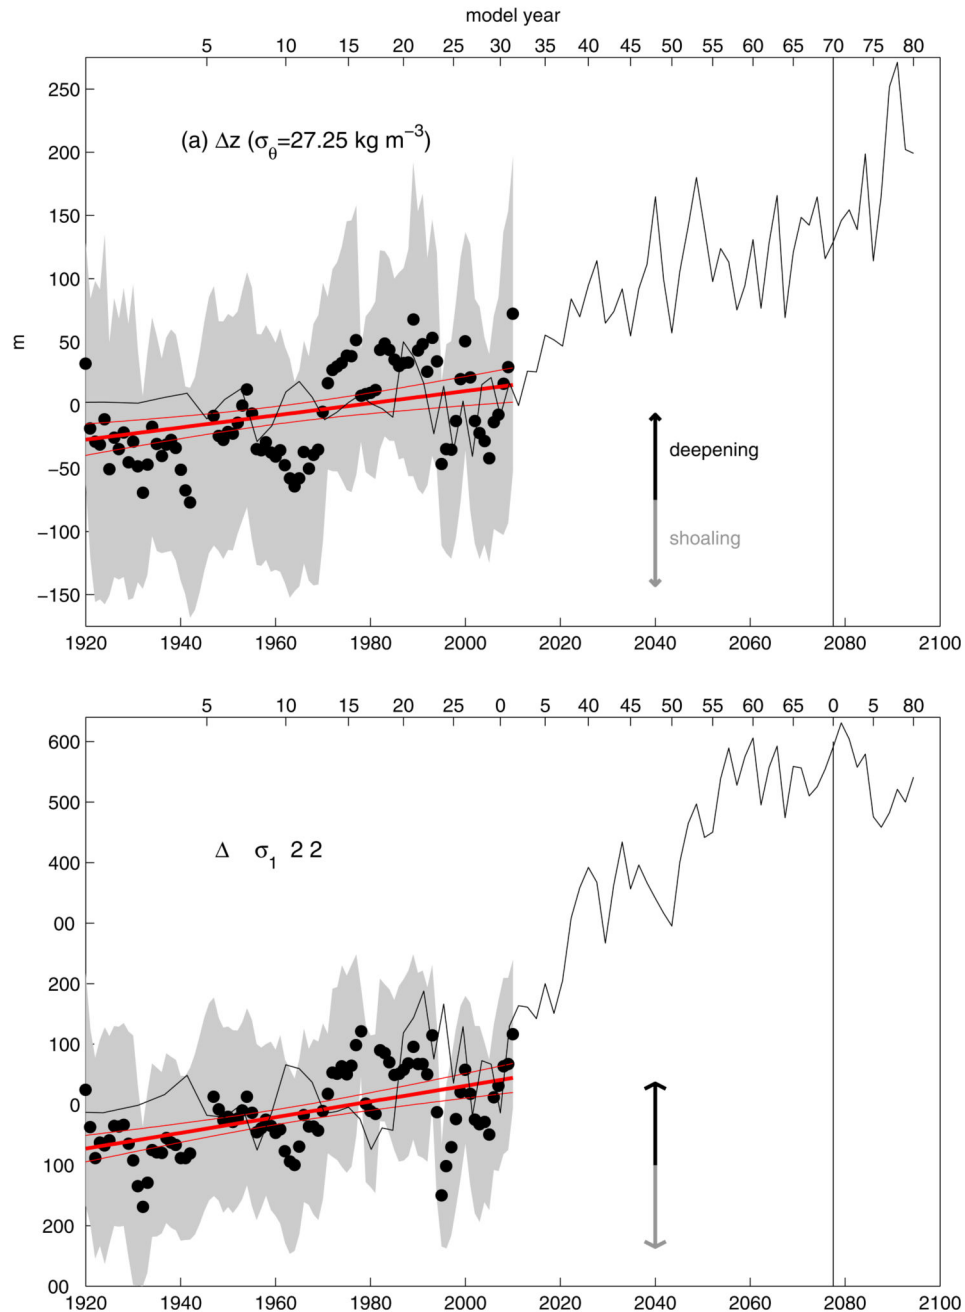 model year
5 10 15 20 25 30 35 40 45 50 55 60 65 70 75 80
250
(a) Δz (σθ=27.25 kg m−3)
200
150
100
50
m
0
deepening
−50
shoaling
−100
−150
1920 1940 1960 1980 2000 2020 2040 2060 2080 2100
5 10 15 20 25 0 5 40 45 50 55 60 65 0 5 80
600
500
Δ σ1 2 2
400
00
200
100
0
100
200
00
1920 1940 1960 1980 2000 2020 2040 2060 2080 2100